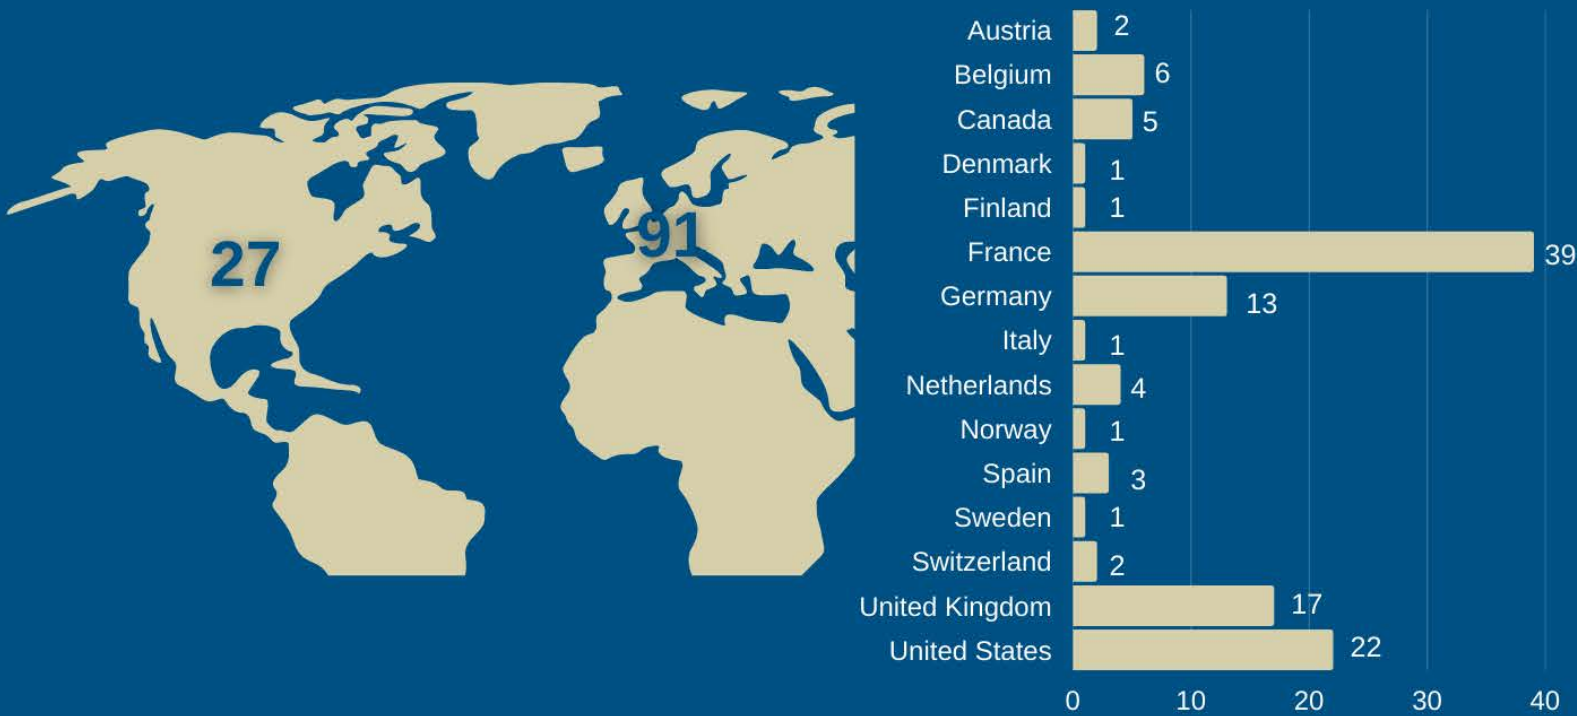 27
91
Austria 2
Belgium 6
Canada 5
Denmark 1
Finland 1
France 39
Germany 13
Italy 1
Netherlands 4
Norway 1
Spain 3
Sweden 1
Switzerland 2
United Kingdom 17
United States 22
0 10 20 30 40